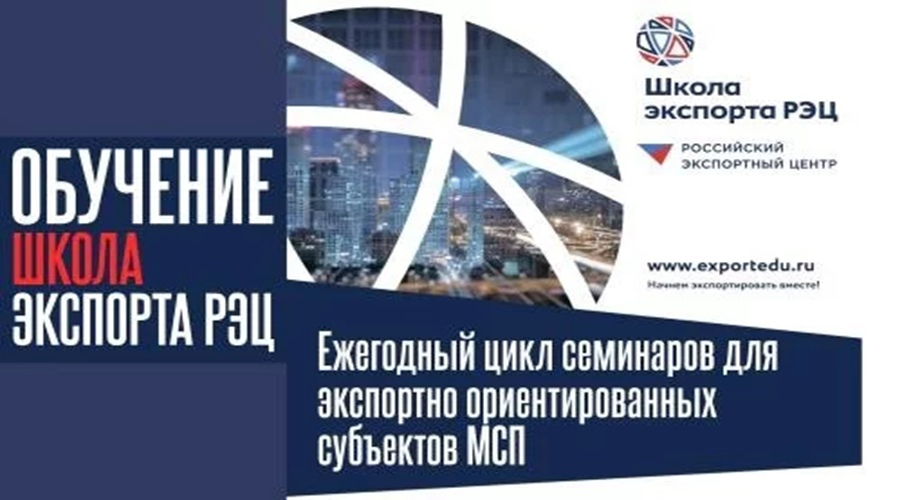 ОБУЧЕНИЕ
ШКОЛА
ЭКСПОРТА РЭЦ
Школа
экспорта РЭЦ
РОССИЙСКИЙ
ЭКСПОРТНЫЙ ЦЕНТР
www.exportedu.ru
Начнем экспортировать вместе!
Ежегодный цикл семинаров для
экспортно ориентированных
субъектов МСП